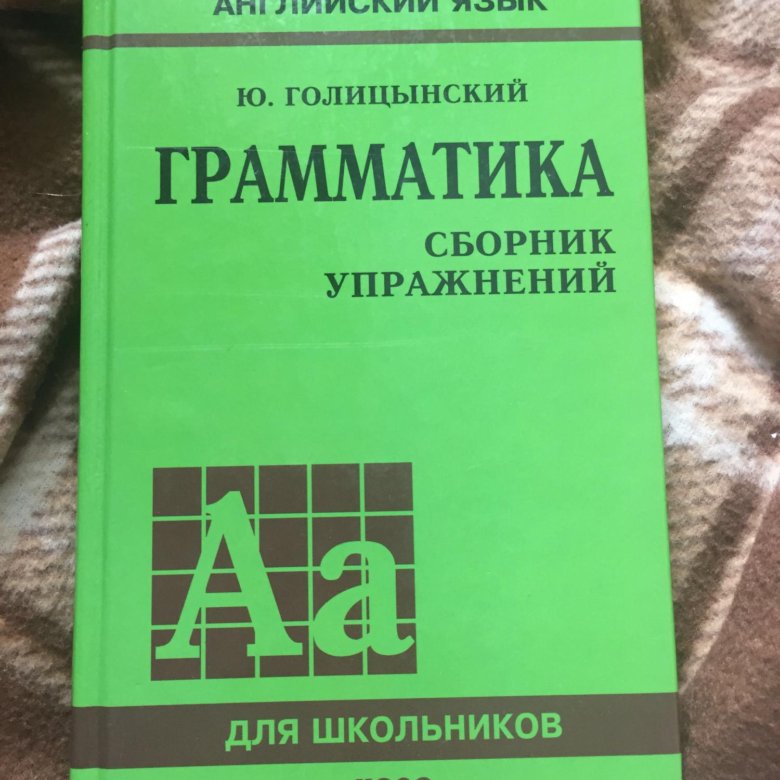 АНГЛИЙСКИЙ ЯЗЫК
Ю. ГОЛИЦЫНСКИЙ
ГРАММАТИКА
СБОРНИК
УПРАЖНЕНИЙ
Aa
ДЛЯ ШКОЛЬНИКОВ